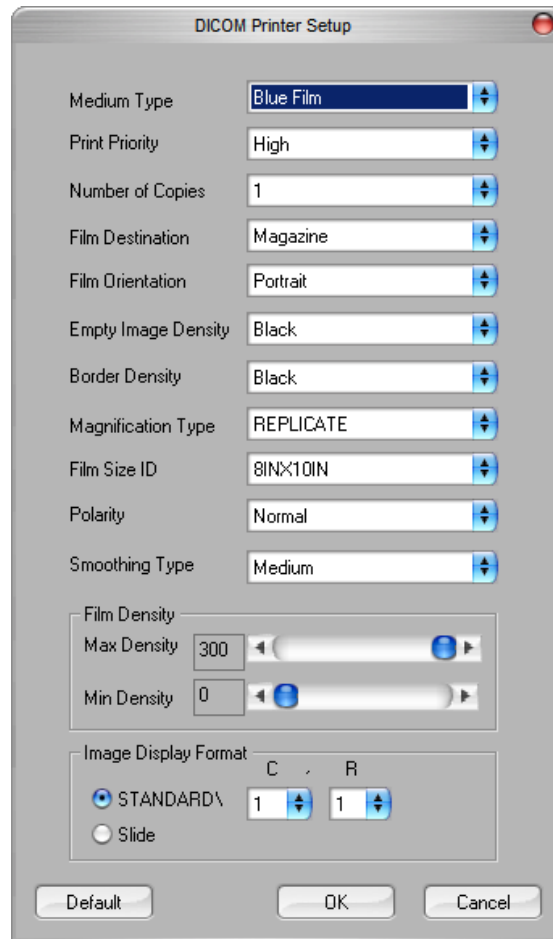 DICOM Printer Setup
Medium Type Blue Film
Print Priority High
Number of Copies 1
Film Destination Magazine
Film Orientation Portrait
Empty Image Density Black
Border Density Black
Magnification Type REPLICATE
Film Size ID 8INX10IN
Polarity Normal
Smoothing Type Medium
Film Density
Max Density 300
Min Density 0
Image Display Format
C , R
STANDARD\ 1 1
Slide
Default OK Cancel